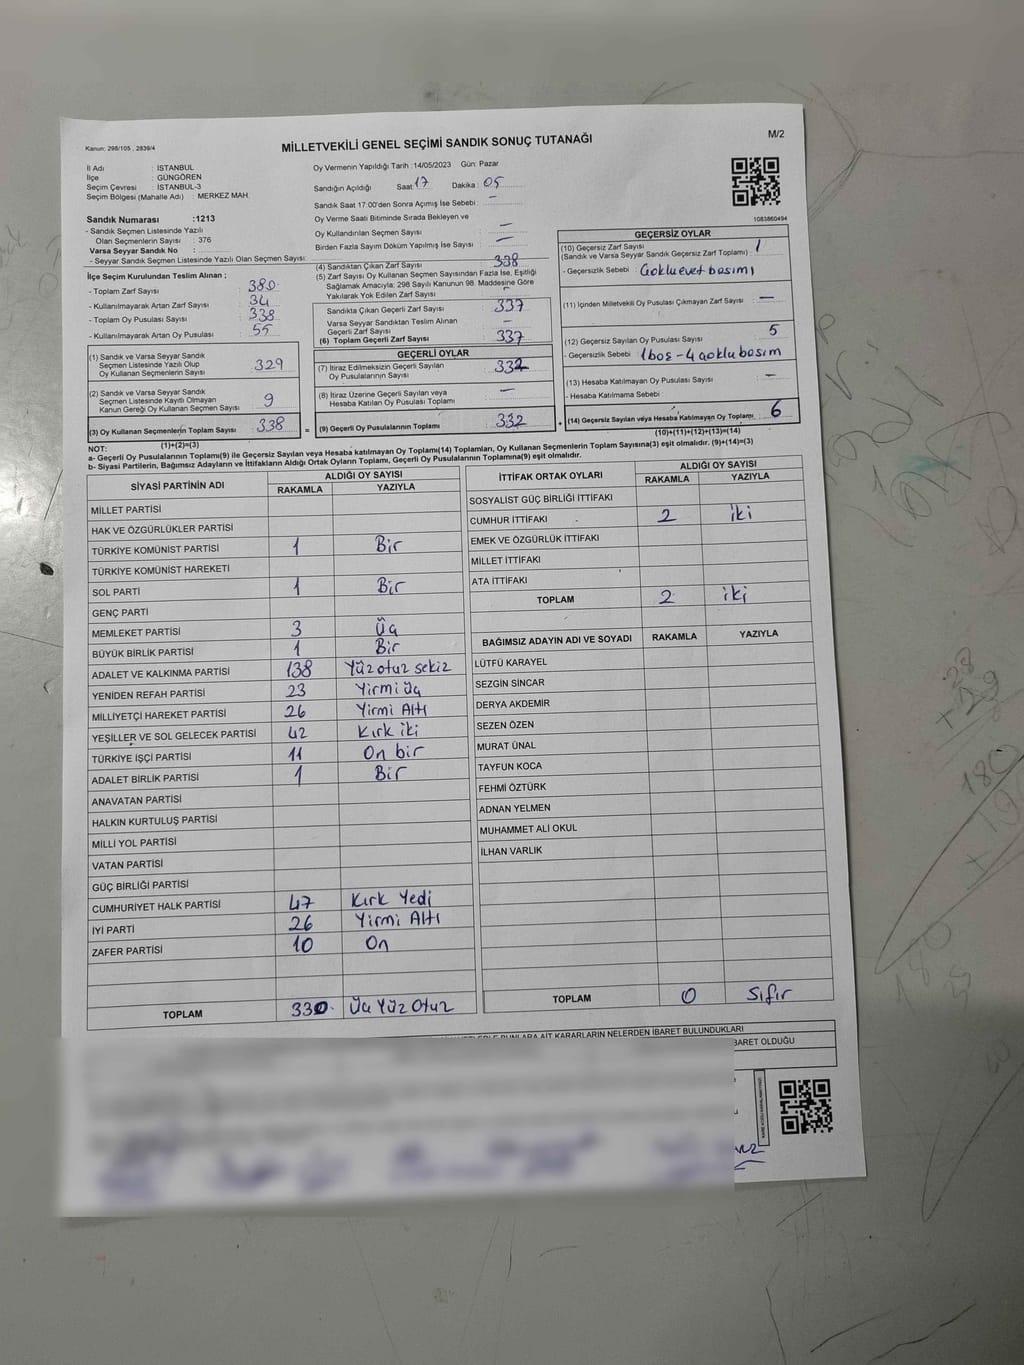 Kanun: 298/105 , 2839/4
MİLLETVEKİLİ GENEL SEÇİMİ SANDIK SONUÇ TUTANAĞI
M/2
İl Adı : İSTANBUL
İlçe : GÜNGÖREN
Seçim Çevresi : İSTANBUL-3
Seçim Bölgesi (Mahalle Adı) : MERKEZ MAH.
Sandık Numarası :1213
- Sandık Seçmen Listesinde Yazılı
Olan Seçmenlerin Sayısı : 376
Varsa Seyyar Sandık No :
- Seyyar Sandık Seçmen Listesinde Yazılı Olan Seçmen Sayısı:
Oy Vermenin Yapıldığı Tarih :14/05/2023 Gün: Pazar
Sandığın Açıldığı Saat 17 Dakika : 05
Sandık Saat 17:00'den Sonra Açımış İse Sebebi : -
Oy Verme Saati Bitiminde Sırada Bekleyen ve
Oy Kullandırılan Seçmen Sayısı : -
Birden Fazla Sayım Döküm Yapılmış İse Sayısı : -
1083860494
İlçe Seçim Kurulundan Teslim Alınan ;
- Toplam Zarf Sayısı : 380
- Kullanılmayarak Artan Zarf Sayısı : 34
- Toplam Oy Pusulası Sayısı : 338
- Kullanılmayarak Artan Oy Pusulası : 55
(1) Sandık ve Varsa Seyyar Sandık
Seçmen Listesinde Yazılı Olup
Oy Kullanan Seçmenlerin Sayısı : 329
(2) Sandık ve Varsa Seyyar Sandık
Seçmen Listesinde Kayıtlı Olmayan
Kanun Gereği Oy Kullanan Seçmen Sayısı : 9
(3) Oy Kullanan Seçmenlerin Toplam Sayısı : 338
(1)+(2)=(3)
(4) Sandıktan Çıkan Zarf Sayısı : 338
(5) Zarf Sayısı Oy Kullanan Seçmen Sayısından Fazla İse, Eşitliği
Sağlamak Amacıyla; 298 Sayılı Kanunun 98. Maddesine Göre
Yakılarak Yok Edilen Zarf Sayısı : -
Sandıkta Çıkan Geçerli Zarf Sayısı : 337
Varsa Seyyar Sandıktan Teslim Alınan
Geçerli Zarf Sayısı : -
(6) Toplam Geçerli Zarf Sayısı : 337
GEÇERLİ OYLAR
(7) İtiraz Edilmeksizin Geçerli Sayılan
Oy Pusulalarının Sayısı : 332
(8) İtiraz Üzerine Geçerli Sayılan veya
Hesaba Katılan Oy Pusulası Toplamı : -
= (9) Geçerli Oy Pusulalarının Toplamı : 332
GEÇERSİZ OYLAR
(10) Geçersiz Zarf Sayısı : 1
(Sandık ve Varsa Seyyar Sandık Geçersiz Zarf Toplamı)
- Geçersizlik Sebebi : Çoklu evet basımı
(11) İçinden Milletvekili Oy Pusulası Çıkmayan Zarf Sayısı : -
(12) Geçersiz Sayılan Oy Pusulası Sayısı : 5
- Geçersizlik Sebebi : 1 boş - 4 çoklu basım
(13) Hesaba Katılmayan Oy Pusulası Sayısı : -
- Hesaba Katılmama Sebebi :
+ (14) Geçersiz Sayılan veya Hesaba Katılmayan Oy Toplamı : 6
(10)+(11)+(12)+(13)=(14)
NOT:
a- Geçerli Oy Pusulalarının Toplamı(9) ile Geçersiz Sayılan veya Hesaba katılmayan Oy Toplamı(14) Toplamları, Oy Kullanan Seçmenlerin Toplam Sayısına(3) eşit olmalıdır. (9)+(14)=(3)
b- Siyasi Partilerin, Bağımsız Adayların ve İttifakların Aldığı Ortak Oyların Toplamı, Geçerli Oy Pusulalarının Toplamına(9) eşit olmalıdır.
SİYASİ PARTİNİN ADI
ALDIĞI OY SAYISI
RAKAMLA YAZIYLA
MİLLET PARTİSİ
HAK VE ÖZGÜRLÜKLER PARTİSİ
TÜRKİYE KOMÜNİST PARTİSİ 1 Bir
TÜRKİYE KOMÜNİST HAREKETİ
SOL PARTİ 1 Bir
GENÇ PARTİ
MEMLEKET PARTİSİ 3 Üç
BÜYÜK BİRLİK PARTİSİ 1 Bir
ADALET VE KALKINMA PARTİSİ 138 Yüz otuz sekiz
YENİDEN REFAH PARTİSİ 23 Yirmi üç
MİLLİYETÇİ HAREKET PARTİSİ 26 Yirmi Altı
YEŞİLLER VE SOL GELECEK PARTİSİ 42 Kırk iki
TÜRKİYE İŞÇİ PARTİSİ 11 On bir
ADALET BİRLİK PARTİSİ 1 Bir
ANAVATAN PARTİSİ
HALKIN KURTULUŞ PARTİSİ
MİLLİ YOL PARTİSİ
VATAN PARTİSİ
GÜÇ BİRLİĞİ PARTİSİ
CUMHURİYET HALK PARTİSİ 47 Kırk Yedi
İYİ PARTİ 26 Yirmi Altı
ZAFER PARTİSİ 10 On
TOPLAM 330 Üç Yüz Otuz
İTTİFAK ORTAK OYLARI
ALDIĞI OY SAYISI
RAKAMLA YAZIYLA
SOSYALİST GÜÇ BİRLİĞİ İTTİFAKI
CUMHUR İTTİFAKI 2 iki
EMEK VE ÖZGÜRLÜK İTTİFAKI
MİLLET İTTİFAKI
ATA İTTİFAKI
TOPLAM 2 iki
BAĞIMSIZ ADAYIN ADI VE SOYADI RAKAMLA YAZIYLA
LÜTFÜ KARAYEL
SEZGİN SİNCAR
DERYA AKDEMİR
SEZEN ÖZEN
MURAT ÜNAL
TAYFUN KOCA
FEHMİ ÖZTÜRK
ADNAN YELMEN
MUHAMMET ALİ OKUL
İLHAN VARLIK
TOPLAM 0 Sıfır
BUNLARA AİT KARARLARIN NELERDEN İBARET BULUNDUKLARI
BARET OLDUĞU
28
180